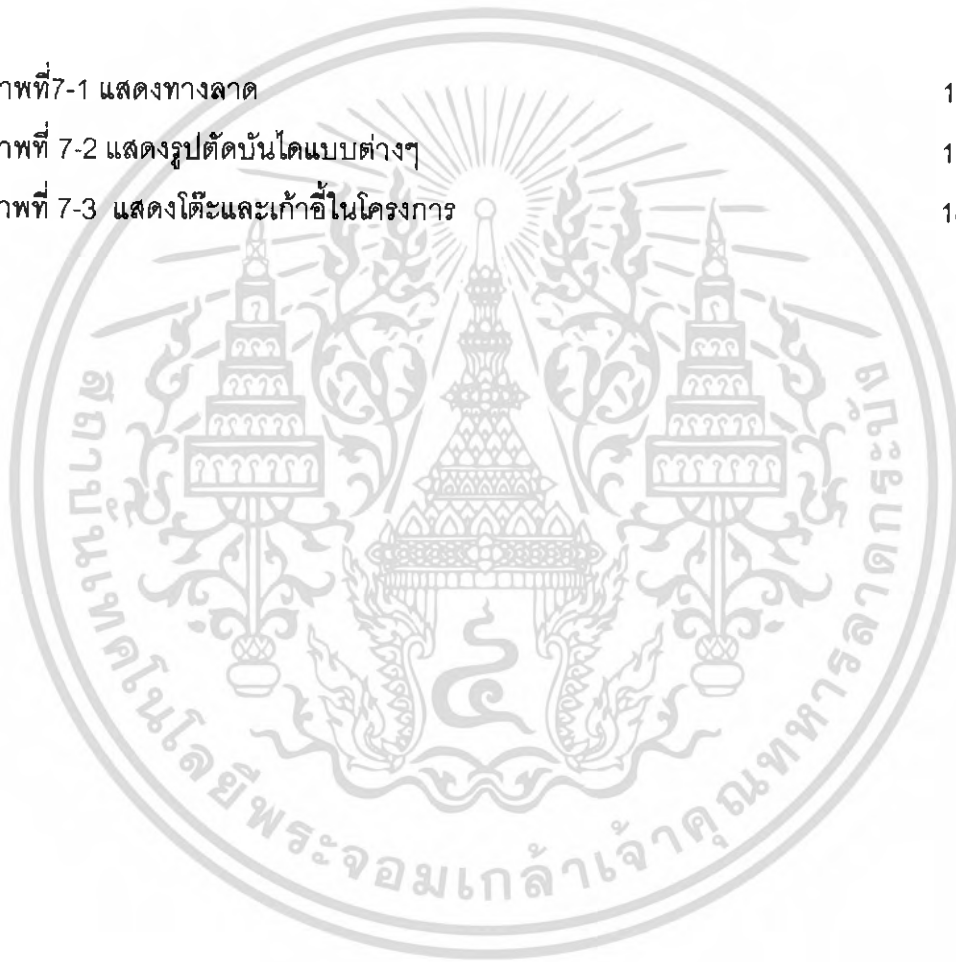 าพที่7-1 แสดงทางลาด 1
าพที่ 7-2 แสดงรูปตัดบันไดแบบต่างๆ 1
าพที่ 7-3 แสดงโต๊ะและเก้าอี้ในโครงการ 1
สถาบันเทคโนโลยีพระจอมเกล้าเจ้าคุณทหารลาดกระบัง